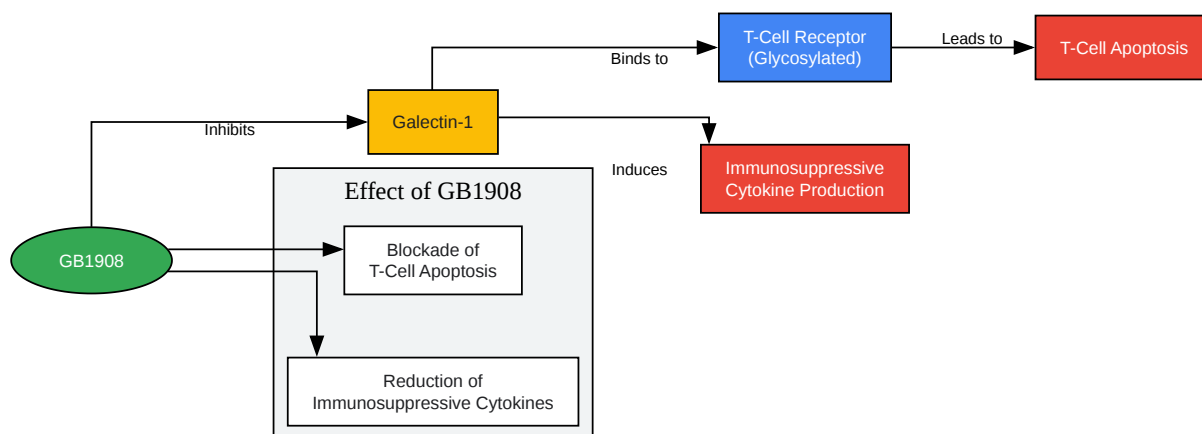 T-Cell Receptor
(Glycosylated)
Leads to
T-Cell Apoptosis
Binds to
Galectin-1
Inhibits
Induces
Immunosuppressive
Cytokine Production
Effect of GB1908
GB1908
Blockade of
T-Cell Apoptosis
Reduction of
Immunosuppressive Cytokines